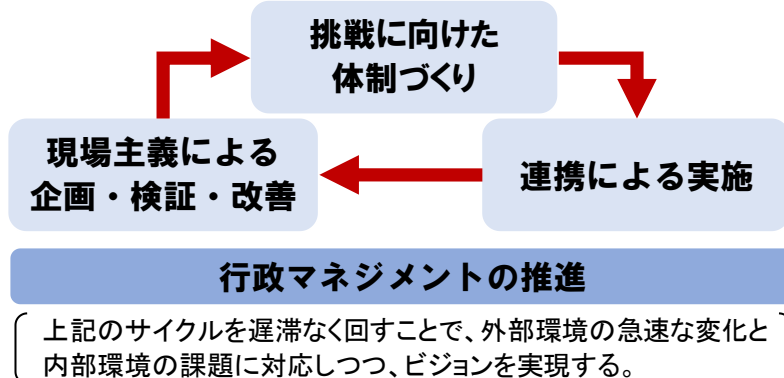 挑戦に向けた
体制づくり
現場主義による
企画・検証・改善
連携による実施
行政マネジメントの推進
上記のサイクルを遅滞なく回すことで、外部環境の急速な変化と
内部環境の課題に対応しつつ、ビジョンを実現する。